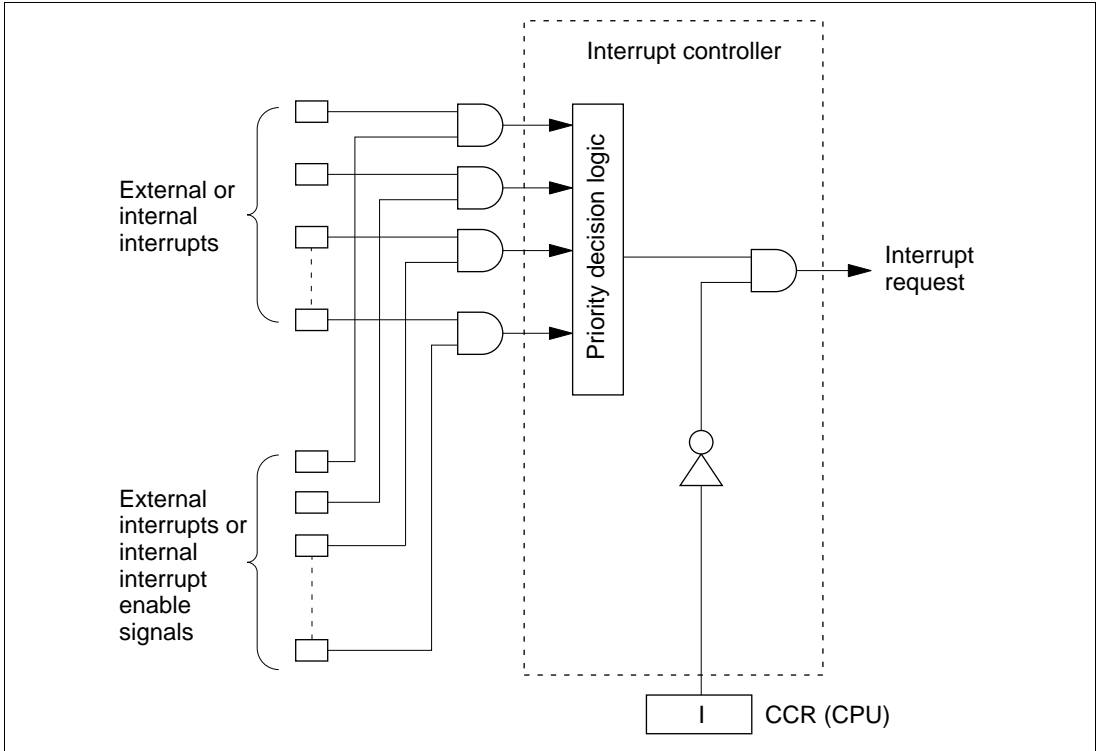 Interrupt controller
External or
internal
interrupts
Priority decision logic
Interrupt
request
External
interrupts or
internal
interrupt
enable
signals
I
CCR (CPU)